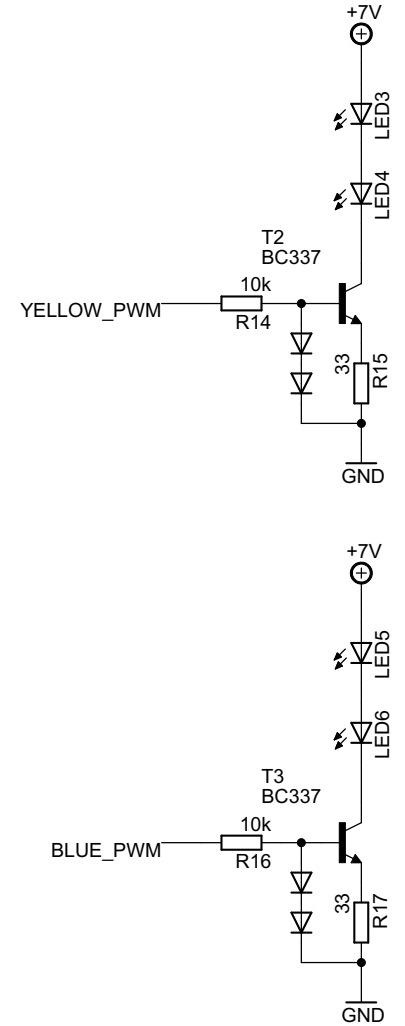 +7V
LED3
LED4
T2
BC337
10k
YELLOW_PWM
R14
33
R15
GND
+7V
LED5
LED6
T3
BC337
10k
BLUE_PWM
R16
33
R17
GND